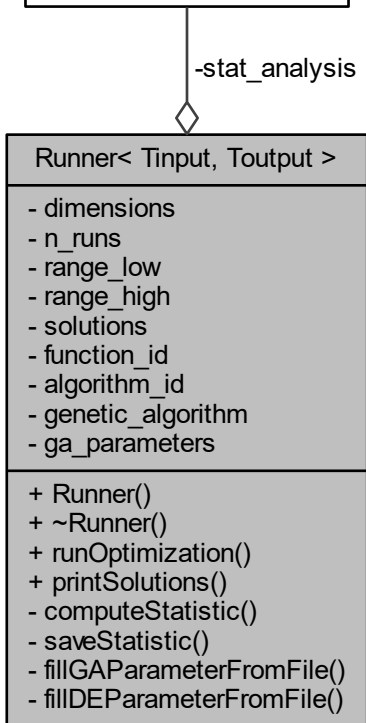 -stat_analysis
Runner< Tinput, Toutput >
- dimensions
- n_runs
- range_low
- range_high
- solutions
- function_id
- algorithm_id
- genetic_algorithm
- ga_parameters
+ Runner()
+ ~Runner()
+ runOptimization()
+ printSolutions()
- computeStatistic()
- saveStatistic()
- fillGAParameterFromFile()
- fillDEParameterFromFile()